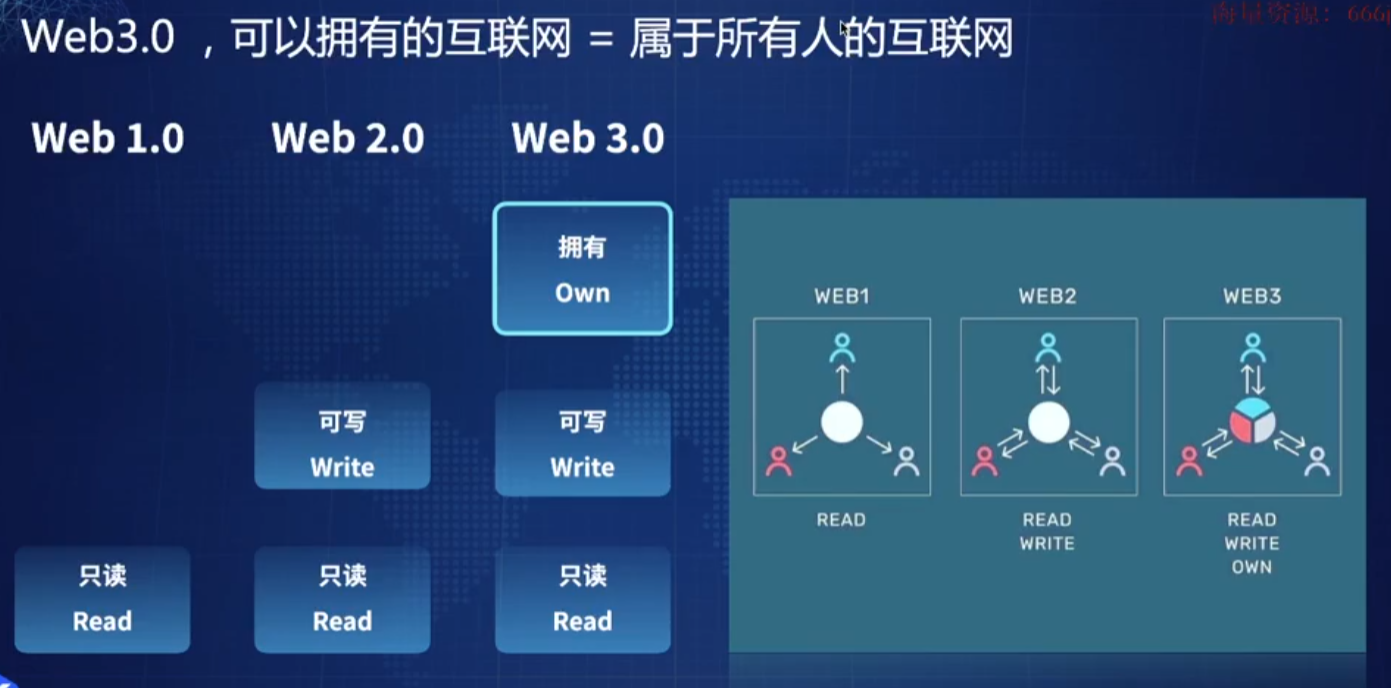 Web3.0 ，可以拥有的互联网 = 属于所有人的互联网
海量资源：666
Web 1.0
Web 2.0
Web 3.0
拥有
Own
可写
Write
可写
Write
只读
Read
只读
Read
只读
Read
WEB1
WEB2
WEB3
READ
READ
WRITE
READ
WRITE
OWN